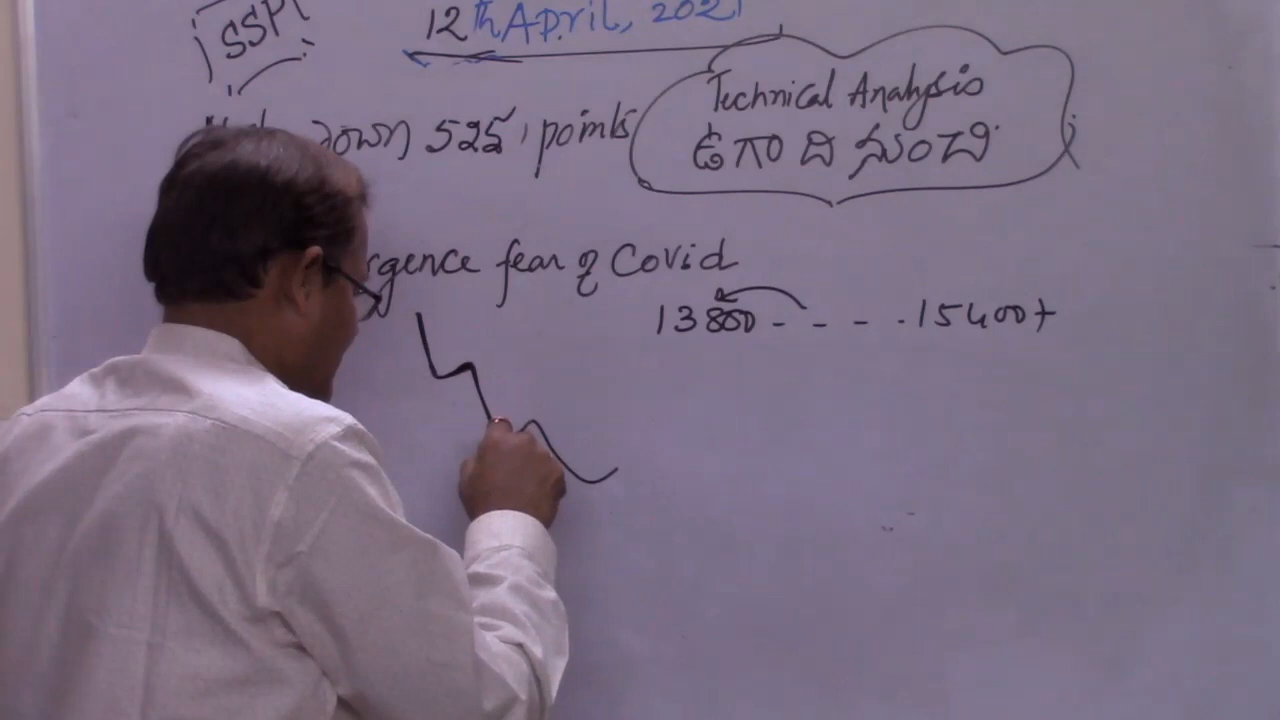 SSP
12th April, 2021
525 points
Technical Analysis
ఉగాది నుంచి
fear of Covid
13800 - - - - 15400+